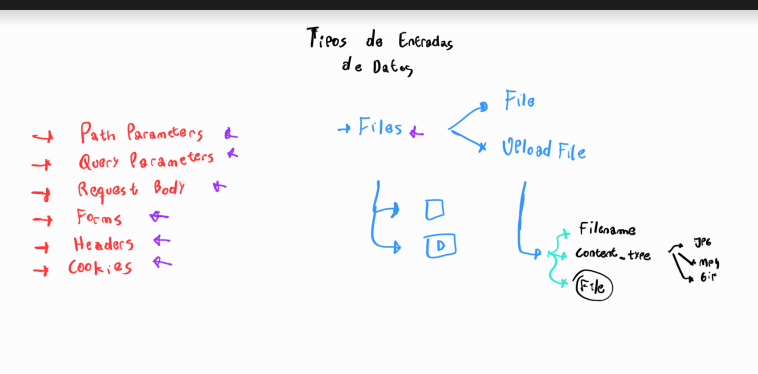 Tipos de Entradas
de Datos
Path Parameters
Query Parameters
Request Body
Forms
Headers
Cookies
Files
File
Upload File
D
Filename
Content_type
File
JPG
MP4
Gif